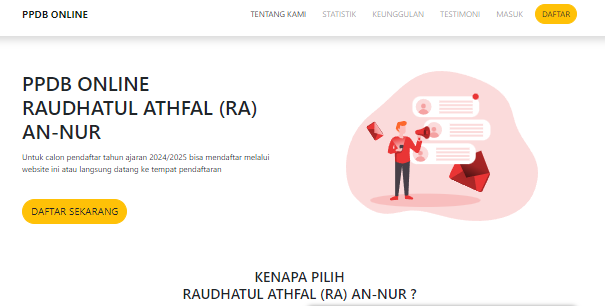 PPDB ONLINE
TENTANG KAMI STATISTIK KEUNGGULAN TESTIMONI MASUK DAFTAR
PPDB ONLINE
RAUDHATUL ATHFAL (RA)
AN-NUR
Untuk calon pendaftar tahun ajaran 2024/2025 bisa mendaftar melalui
website ini atau langsung datang ke tempat pendaftaran
DAFTAR SEKARANG
KENAPA PILIH
RAUDHATUL ATHFAL (RA) AN-NUR ?